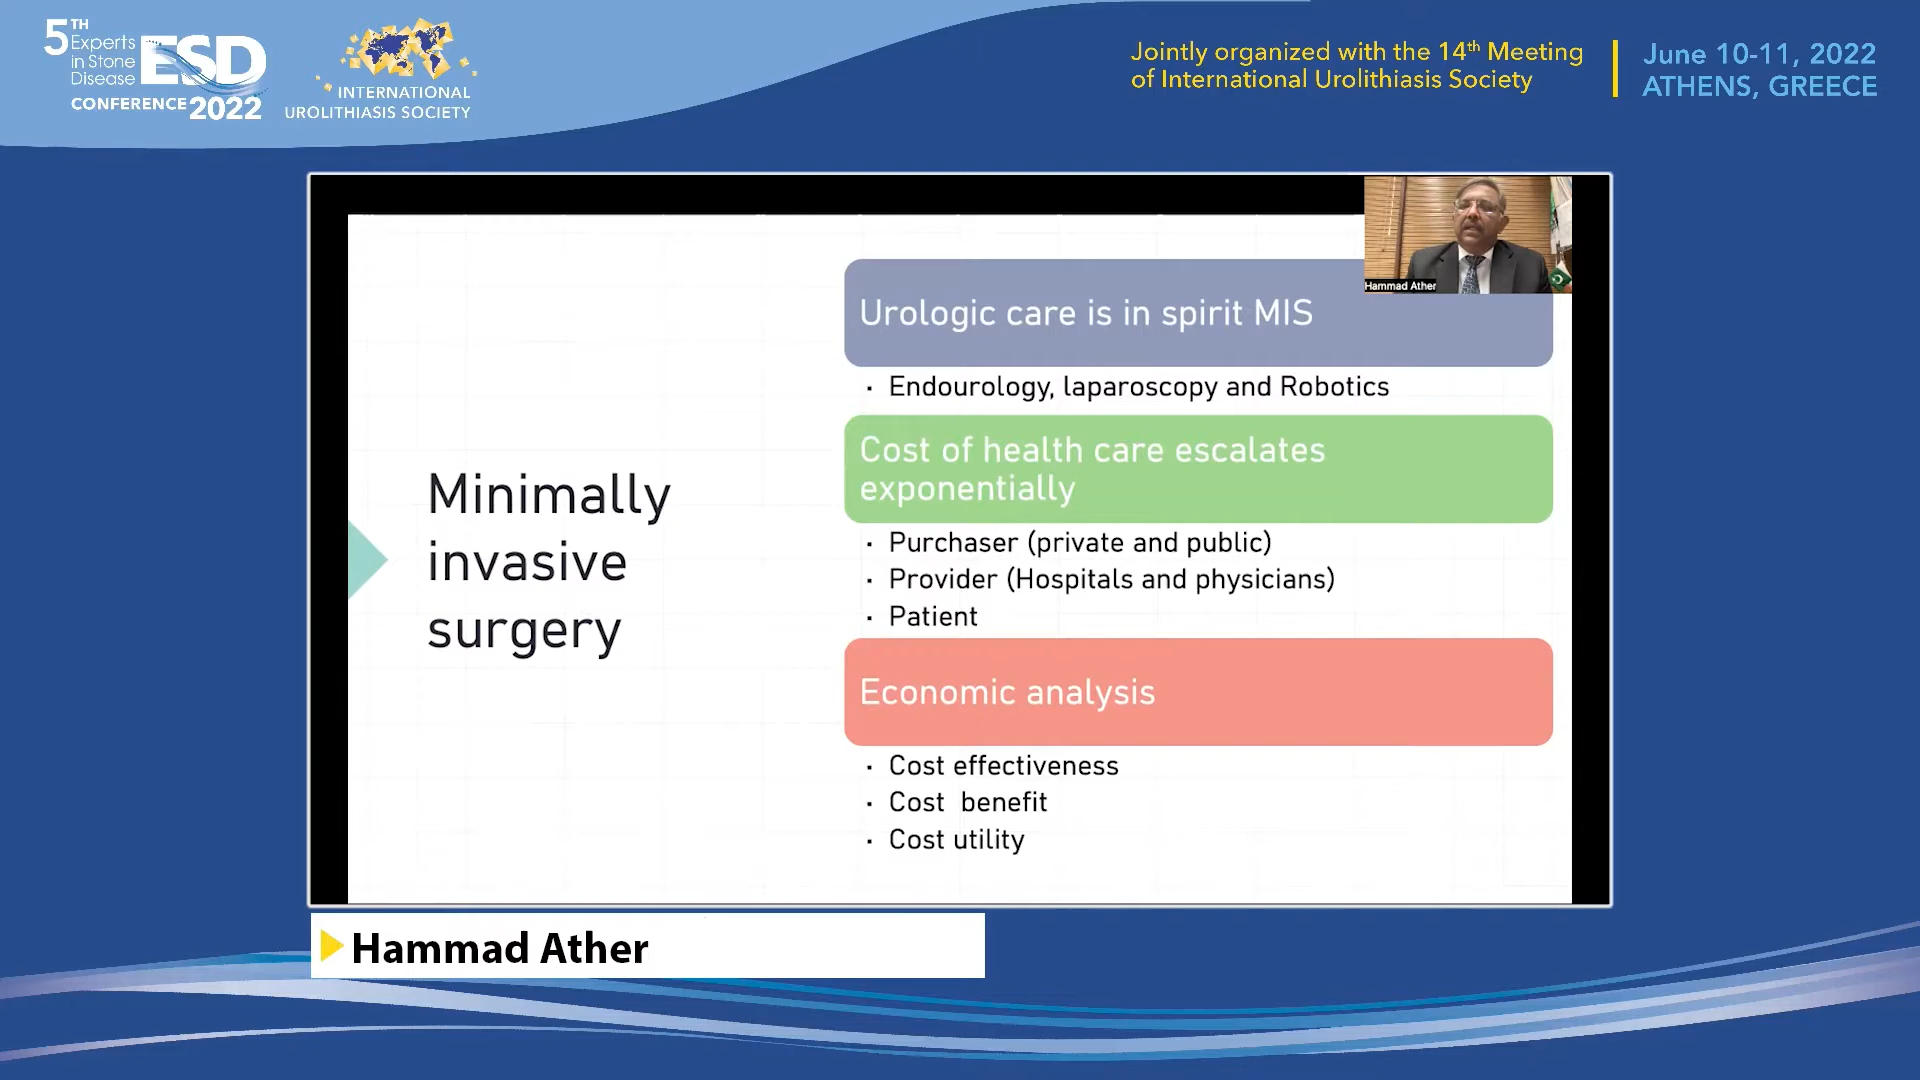 5TH Experts
in Stone
Disease
ESD
CONFERENCE 2022
INTERNATIONAL
UROLITHIASIS SOCIETY
Jointly organized with the 14th Meeting
of International Urolithiasis Society
June 10-11, 2022
ATHENS, GREECE
Hammad Ather
Minimally
invasive
surgery
Urologic care is in spirit MIS
· Endourology, laparoscopy and Robotics
Cost of health care escalates
exponentially
· Purchaser (private and public)
· Provider (Hospitals and physicians)
· Patient
Economic analysis
· Cost effectiveness
· Cost benefit
· Cost utility
Hammad Ather